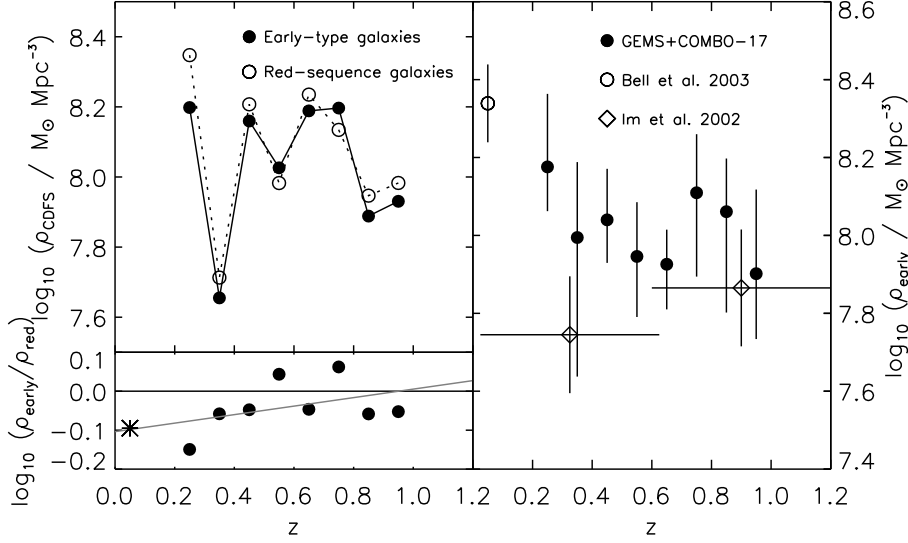 8.4
8.2
8.0
7.8
7.6
log₁₀ (ρCDFS / M⊙ Mpc⁻³)
Early-type galaxies
Red-sequence galaxies
0.1
0.0
−0.1
−0.2
log₁₀ (ρearly/ρred)
0.0 0.2 0.4 0.6 0.8 1.0 1.2
z
GEMS+COMBO-17
Bell et al. 2003
Im et al. 2002
0.2 0.4 0.6 0.8 1.0 1.2
z
8.6
8.4
8.2
8.0
7.8
7.6
7.4
log₁₀ (ρearly / M⊙ Mpc⁻³)